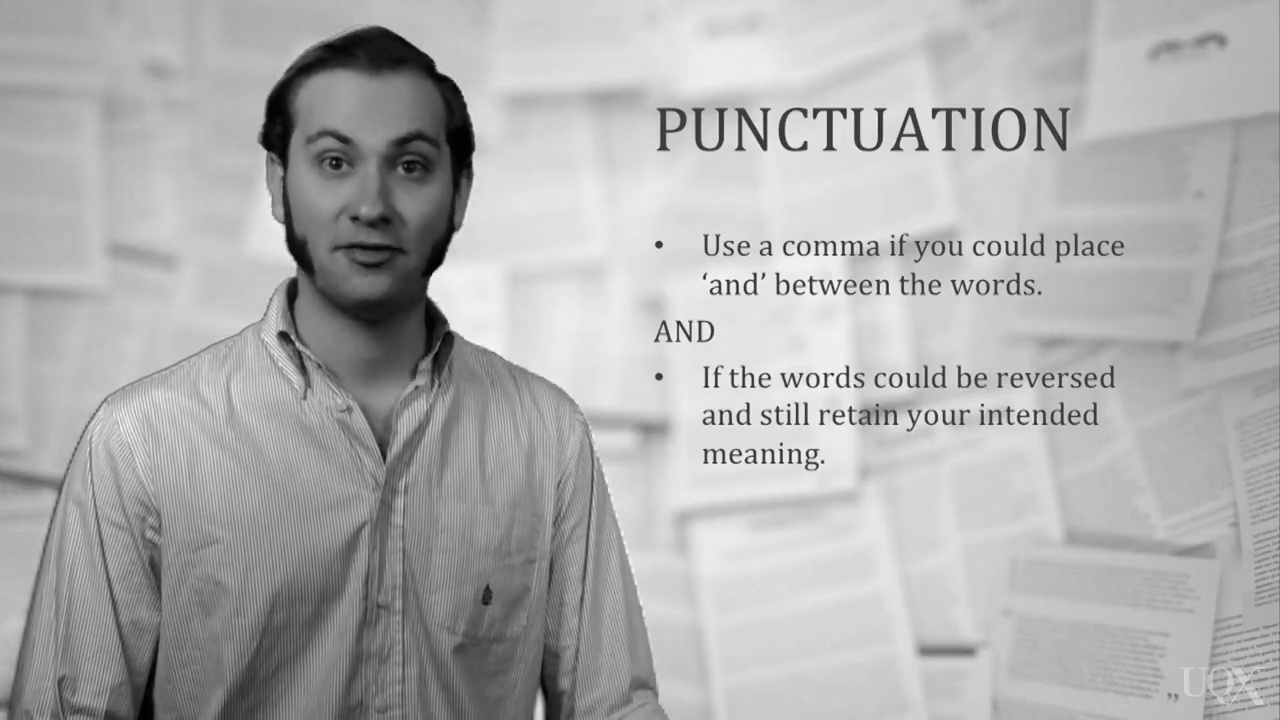 PUNCTUATION
• Use a comma if you could place
‘and’ between the words.
AND
• If the words could be reversed
and still retain your intended
meaning.
UQX